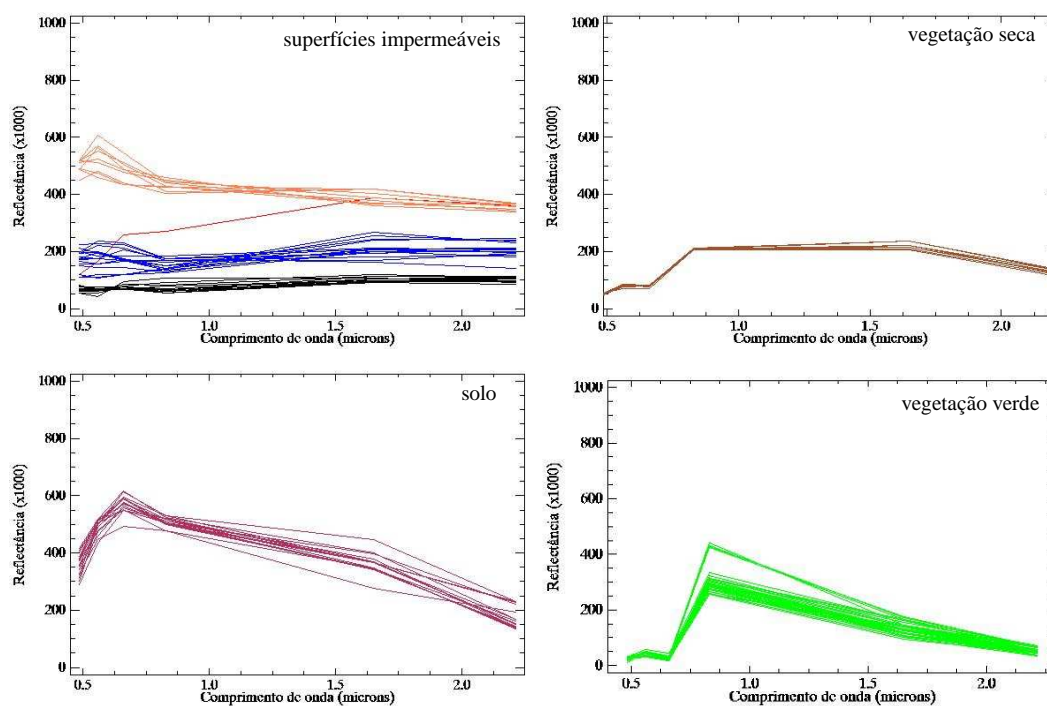 superfícies impermeáveis
1000
800
600
400
200
0
Reflectância (x1000)
0.5 1.0 1.5 2.0
Comprimento de onda (microns)
vegetação seca
1000
800
600
400
200
0
Reflectância (x1000)
0.5 1.0 1.5 2.0
Comprimento de onda (microns)
solo
1000
800
600
400
200
0
Reflectância (x1000)
0.5 1.0 1.5 2.0
Comprimento de onda (microns)
vegetação verde
1000
800
600
400
200
0
Reflectância (x1000)
0.5 1.0 1.5 2.0
Comprimento de onda (microns)